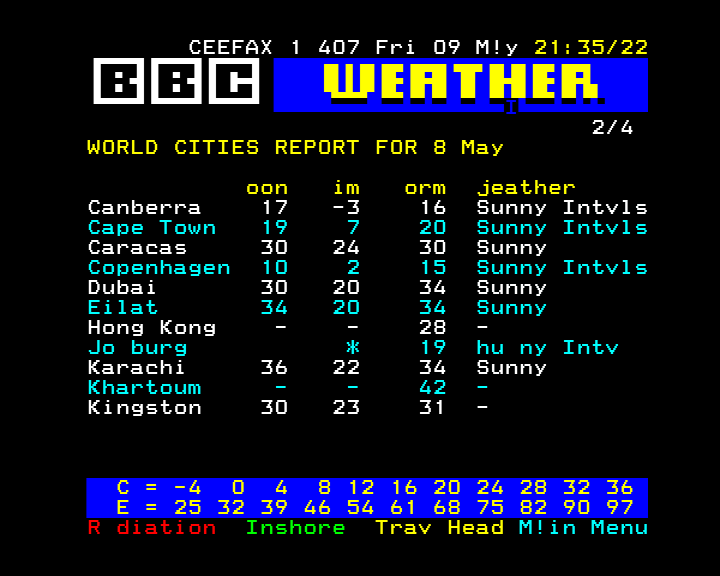 CEEFAX 1 407 Fri 09 M!y 21:35/22
BBC WEATHER
I
2/4
WORLD CITIES REPORT FOR 8 May
oon im orm jeather
Canberra 17 -3 16 Sunny Intvls
Cape Town 19 7 20 Sunny Intvls
Caracas 30 24 30 Sunny
Copenhagen 10 2 15 Sunny Intvls
Dubai 30 20 34 Sunny
Eilat 34 20 34 Sunny
Hong Kong - - 28 -
Jo burg * 19 hu ny Intv
Karachi 36 22 34 Sunny
Khartoum - - 42 -
Kingston 30 23 31 -
C = -4 0 4 8 12 16 20 24 28 32 36
E = 25 32 39 46 54 61 68 75 82 90 97
R diation Inshore Trav Head M!in Menu